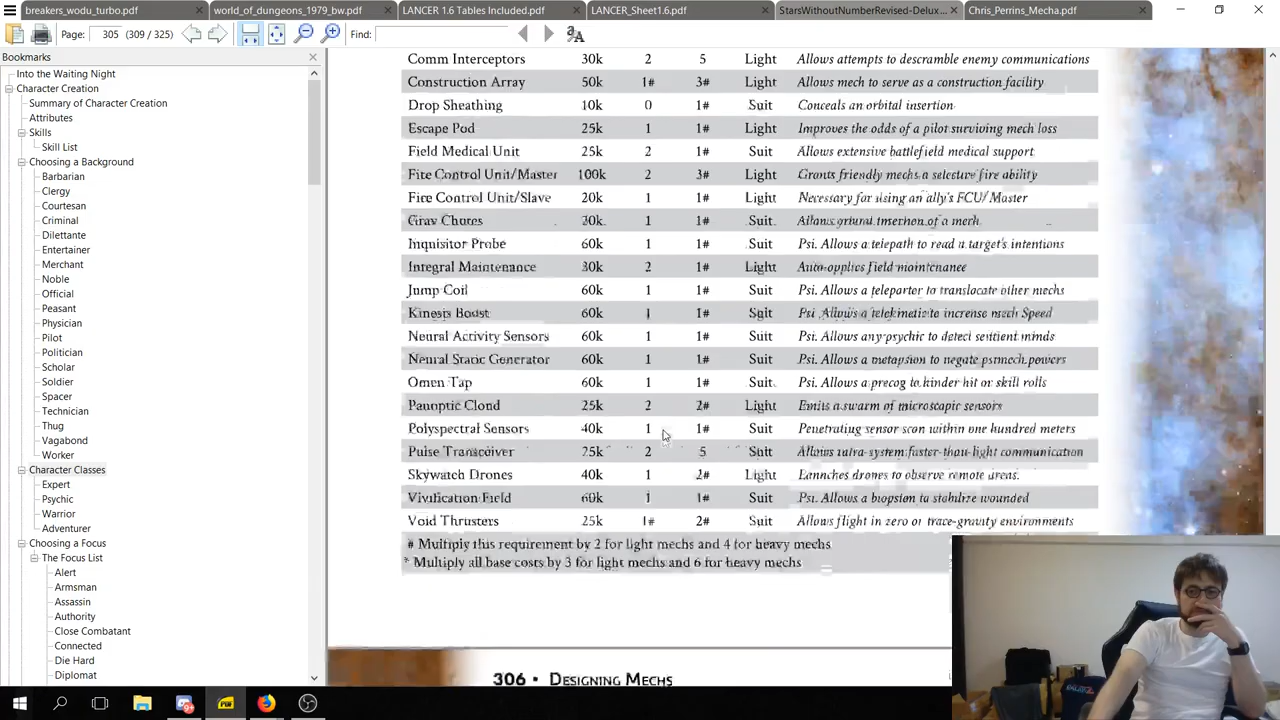 breakers_wodu_turbo.pdf
world_of_dungeons_1979_bw.pdf
LANCER 1.6 Tables Included.pdf
LANCER_Sheet1.6.pdf
StarsWithoutNumberRevised-Delux...
Chris_Perrins_Mecha.pdf
Page: 305 (309 / 325)
Find:
Bookmarks
Into the Waiting Night
Character Creation
Summary of Character Creation
Attributes
Skills
Skill List
Choosing a Background
Barbarian
Clergy
Courtesan
Criminal
Dilettante
Entertainer
Merchant
Noble
Official
Peasant
Physician
Pilot
Politician
Scholar
Soldier
Spacer
Technician
Thug
Vagabond
Worker
Character Classes
Expert
Psychic
Warrior
Adventurer
Choosing a Focus
The Focus List
Alert
Armsman
Assassin
Authority
Close Combatant
Connected
Die Hard
Diplomat
Comm Interceptors 30k 2 5 Light Allows attempts to descramble enemy communications
Construction Array 50k 1# 3# Light Allows mech to serve as a construction facility
Drop Sheathing 10k 0 1# Suit Conceals an orbital insertion
Escape Pod 25k 1 1# Light Improves the odds of a pilot surviving mech loss
Field Medical Unit 25k 2 1# Suit Allows extensive battlefield medical support
Fire Control Unit/Master 100k 2 3# Light Grants friendly mechs a selective fire ability
Fire Control Unit/Slave 20k 1 1# Light Necessary for using an ally's FCU/Master
Grav Chutes 1 1# Suit Allows orbital insertion of a mech
Inquisitor Probe 60k 1 1# Suit Psi. Allows a telepath to read a target's intentions
Integral Maintenance 2 1# Light Auto-applies field maintenance
Jump Coil 60k 1 1# Suit Psi. Allows a teleporter to translocate other mechs
Kinesis Boost 60k 1 1# Suit Psi. Allows a telekinetic to increase mech Speed
Neural Activity Sensors 60k 1 1# Suit Psi. Allows any psychic to detect sentient minds
Neural Static Generator 60k 1 1# Suit Psi. Allows a metapsion to negate psimech powers
Omen Tap 60k 1 1# Suit Psi. Allows a precog to hinder hit or skill rolls
Panoptic Cloud 25k 2 2# Light Emits a swarm of microscopic sensors
Polyspectral Sensors 40k 1 1# Suit Penetrating sensor scan within one hundred meters
Pulse Transceiver 25k 2 5 Suit Allows intra-system faster-than-light communication
Skywatch Drones 40k 1 2# Light Launches drones to observe remote areas.
Vivification Field 60k 1 1# Suit Psi. Allows a biopsion to stabilize wounded
Void Thrusters 25k 1# 2# Suit Allows flight in zero or trace-gravity environments
# Multiply this requirement by 2 for light mechs and 4 for heavy mechs
* Multiply all base costs by 3 for light mechs and 6 for heavy mechs
306 • Designing Mechs